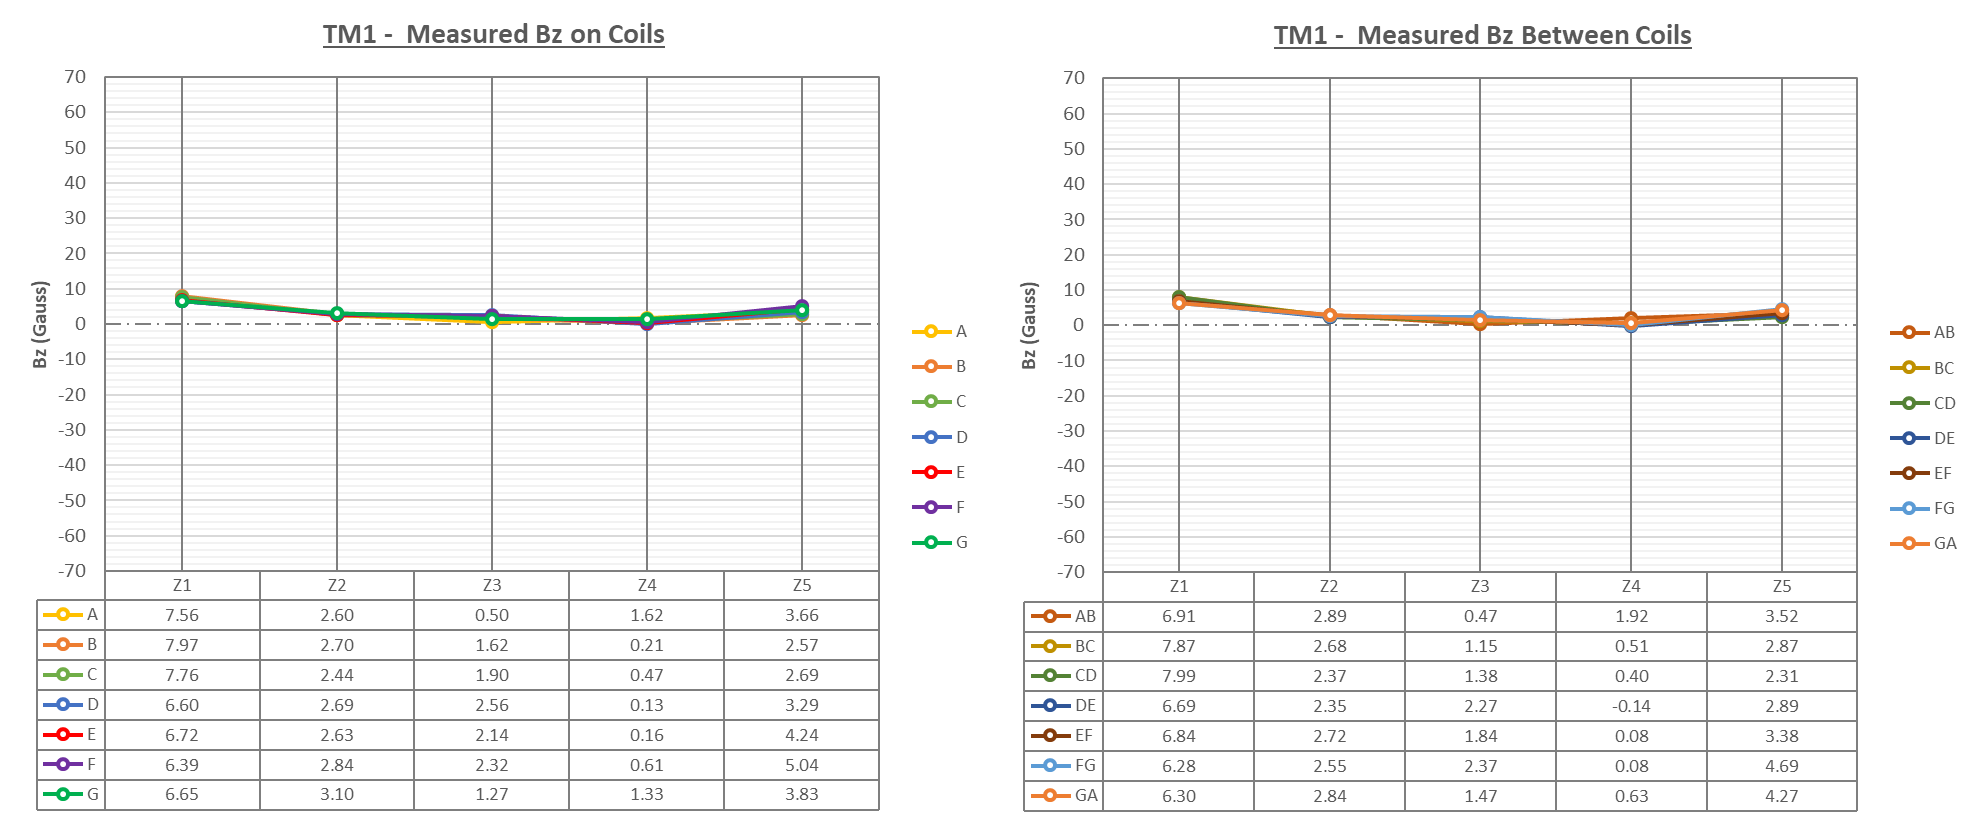 TM1 -  Measured Bz on Coils
70
60
50
40
30
20
10
0
-10
-20
-30
-40
-50
-60
-70
Bz (Gauss)
A
B
C
D
E
F
G
Z1 Z2 Z3 Z4 Z5
A 7.56 2.60 0.50 1.62 3.66
B 7.97 2.70 1.62 0.21 2.57
C 7.76 2.44 1.90 0.47 2.69
D 6.60 2.69 2.56 0.13 3.29
E 6.72 2.63 2.14 0.16 4.24
F 6.39 2.84 2.32 0.61 5.04
G 6.65 3.10 1.27 1.33 3.83
TM1 -  Measured Bz Between Coils
70
60
50
40
30
20
10
0
-10
-20
-30
-40
-50
-60
-70
Bz (Gauss)
AB
BC
CD
DE
EF
FG
GA
Z1 Z2 Z3 Z4 Z5
AB 6.91 2.89 0.47 1.92 3.52
BC 7.87 2.68 1.15 0.51 2.87
CD 7.99 2.37 1.38 0.40 2.31
DE 6.69 2.35 2.27 -0.14 2.89
EF 6.84 2.72 1.84 0.08 3.38
FG 6.28 2.55 2.37 0.08 4.69
GA 6.30 2.84 1.47 0.63 4.27